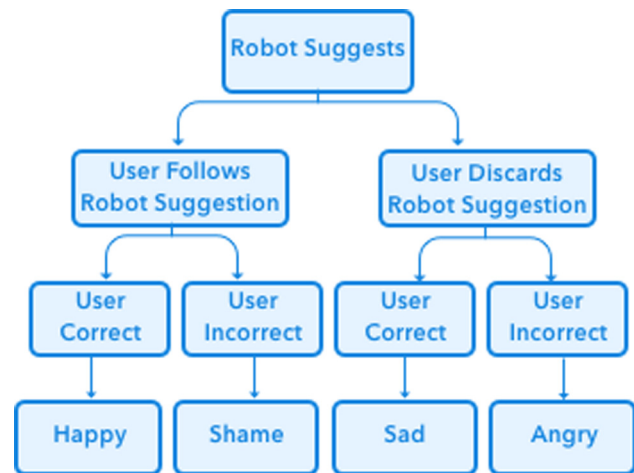 Robot Suggests
User Follows
Robot Suggestion
User Discards
Robot Suggestion
User
Correct
User
Incorrect
User
Correct
User
Incorrect
Happy
Shame
Sad
Angry